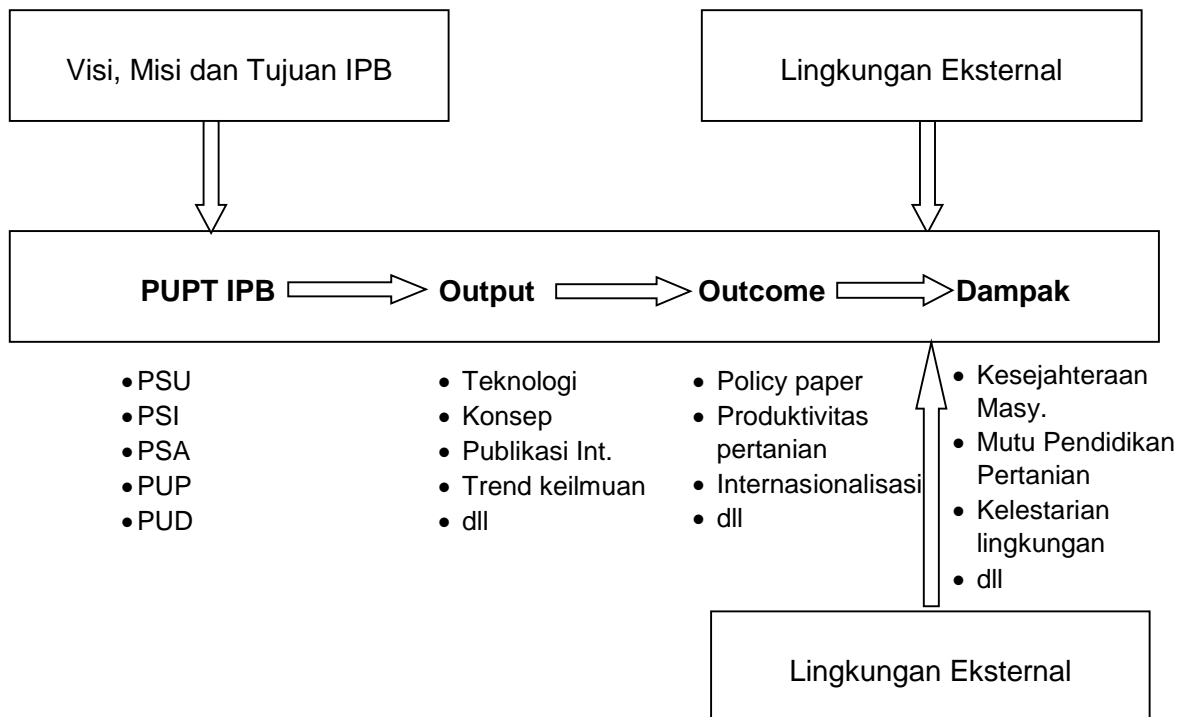 Visi, Misi dan Tujuan IPB
Lingkungan Eksternal
PUPT IPB
Output
Outcome
Dampak
• PSU
• PSI
• PSA
• PUP
• PUD
• Teknologi
• Konsep
• Publikasi Int.
• Trend keilmuan
• dll
• Policy paper
• Produktivitas
pertanian
• Internasionalisasi
• dll
• Kesejahteraan
Masy.
• Mutu Pendidikan
Pertanian
• Kelestarian
lingkungan
• dll
Lingkungan Eksternal